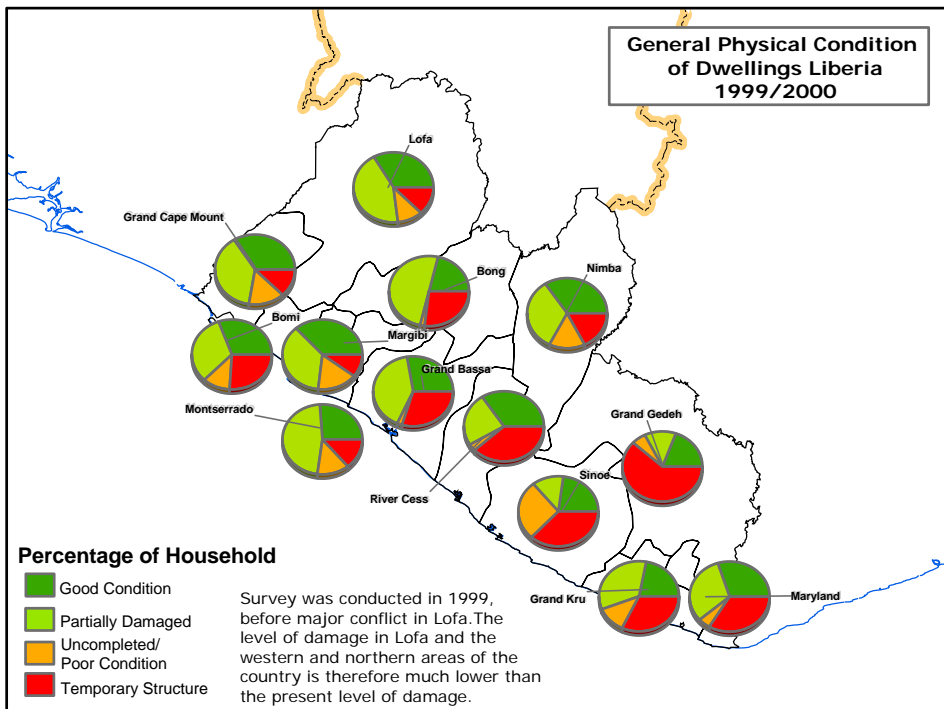 General Physical Condition
of Dwellings Liberia
1999/2000
Lofa
Grand Cape Mount
Bong
Nimba
Bomi
Margibi
Grand Bassa
Montserrado
Grand Gedeh
Sinoe
River Cess
Grand Kru
Maryland
Percentage of Household
Good Condition
Partially Damaged
Uncompleted/
Poor Condition
Temporary Structure
Survey was conducted in 1999,
before major conflict in Lofa.The
level of damage in Lofa and the
western and northern areas of the
country is therefore much lower than
the present level of damage.